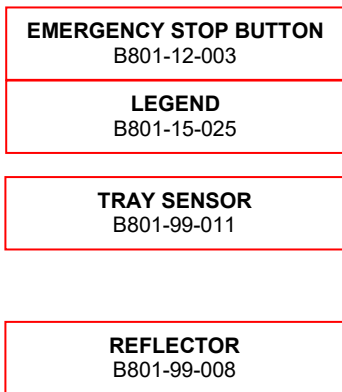 EMERGENCY STOP BUTTON
B801-12-003
LEGEND
B801-15-025
TRAY SENSOR
B801-99-011
REFLECTOR
B801-99-008